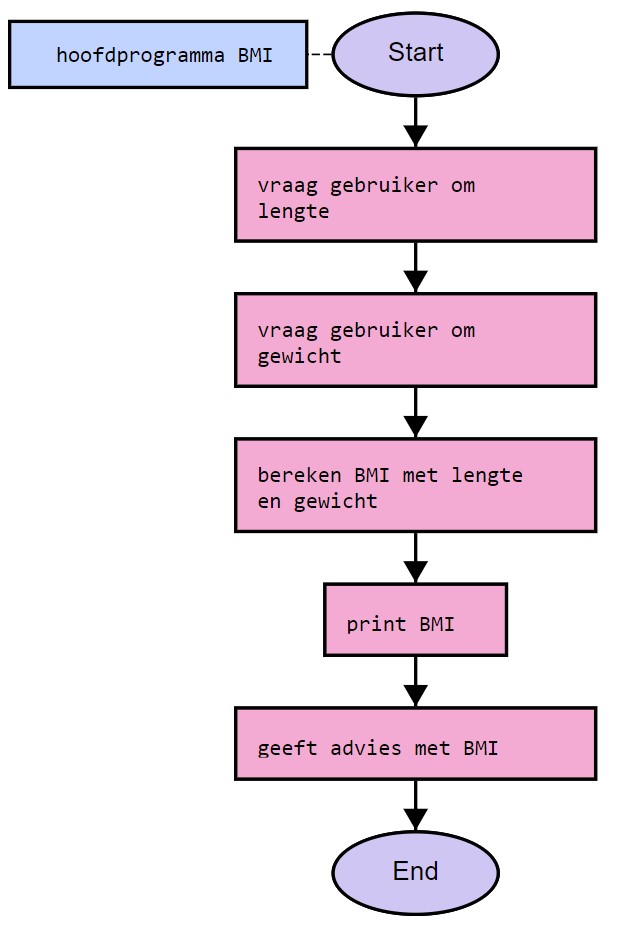 hoofdprogramma BMI
Start
vraag gebruiker om
lengte
vraag gebruiker om
gewicht
bereken BMI met lengte
en gewicht
print BMI
geeft advies met BMI
End